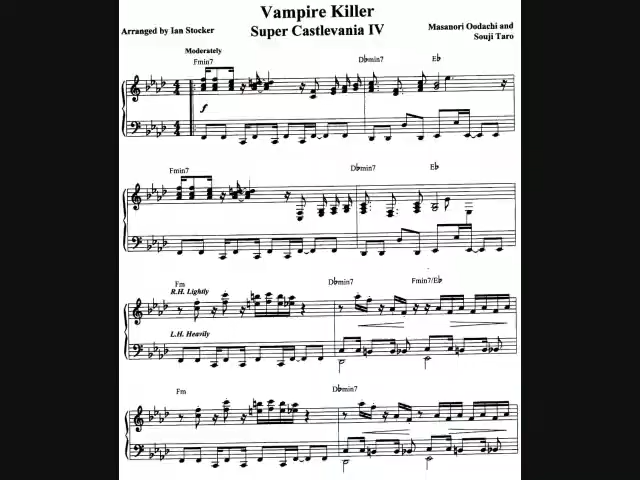 Vampire Killer
Arranged by Ian Stocker
Super Castlevania IV
Masanori Oodachi and
Souji Taro
Moderately
Fmin7 D♭min7 E♭
f
Fmin7 D♭min7 E♭
Fm D♭min7 Fmin7/E♭
R.H. Lightly
L.H. Heavily
Fm D♭min7